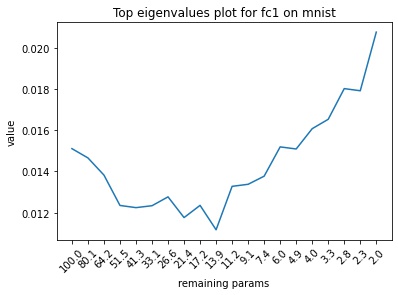 Top eigenvalues plot for fc1 on mnist
value
0.020
0.018
0.016
0.014
0.012
100.0 80.1 64.2 51.5 41.3 33.1 26.6 21.4 17.2 13.9 11.2 9.1 7.4 6.0 4.9 4.0 3.3 2.8 2.3 2.0
remaining params